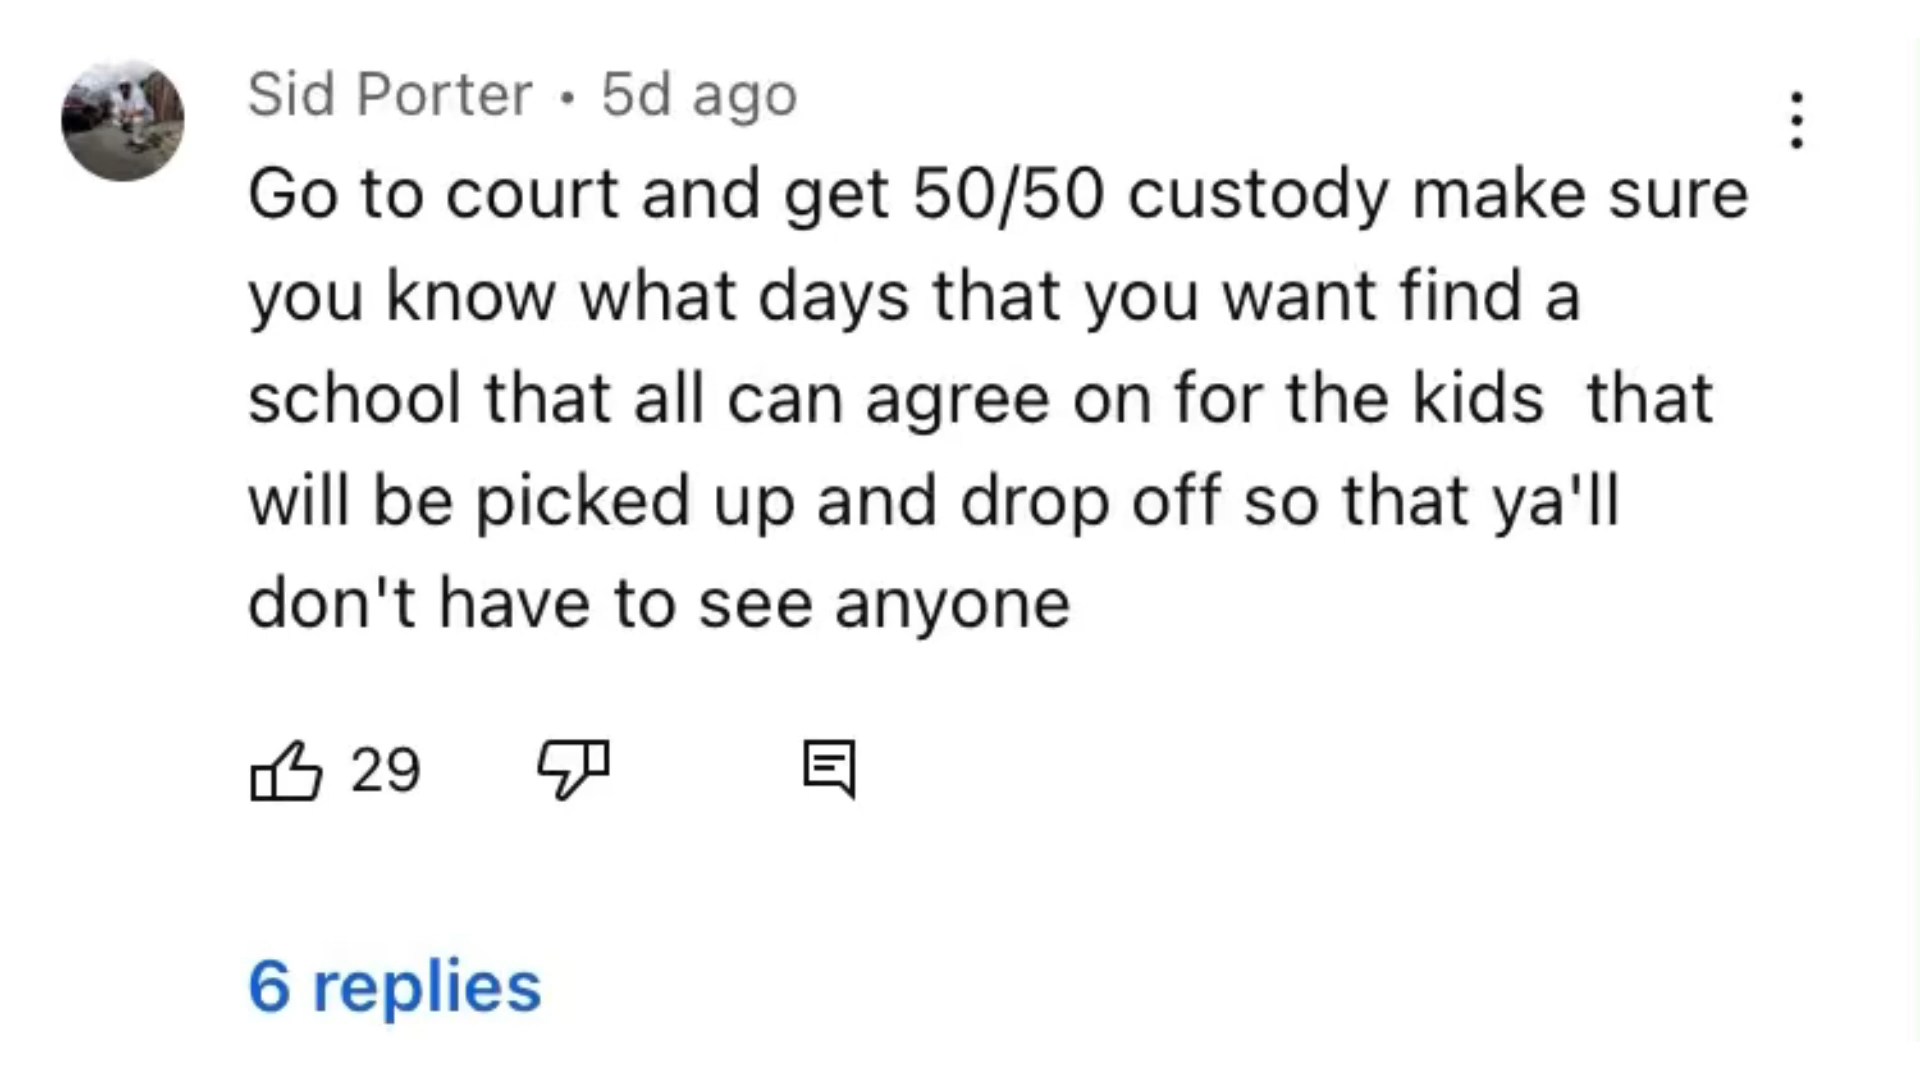 Sid Porter • 5d ago
Go to court and get 50/50 custody make sure
you know what days that you want find a
school that all can agree on for the kids  that
will be picked up and drop off so that ya'll
don't have to see anyone
29
6 replies